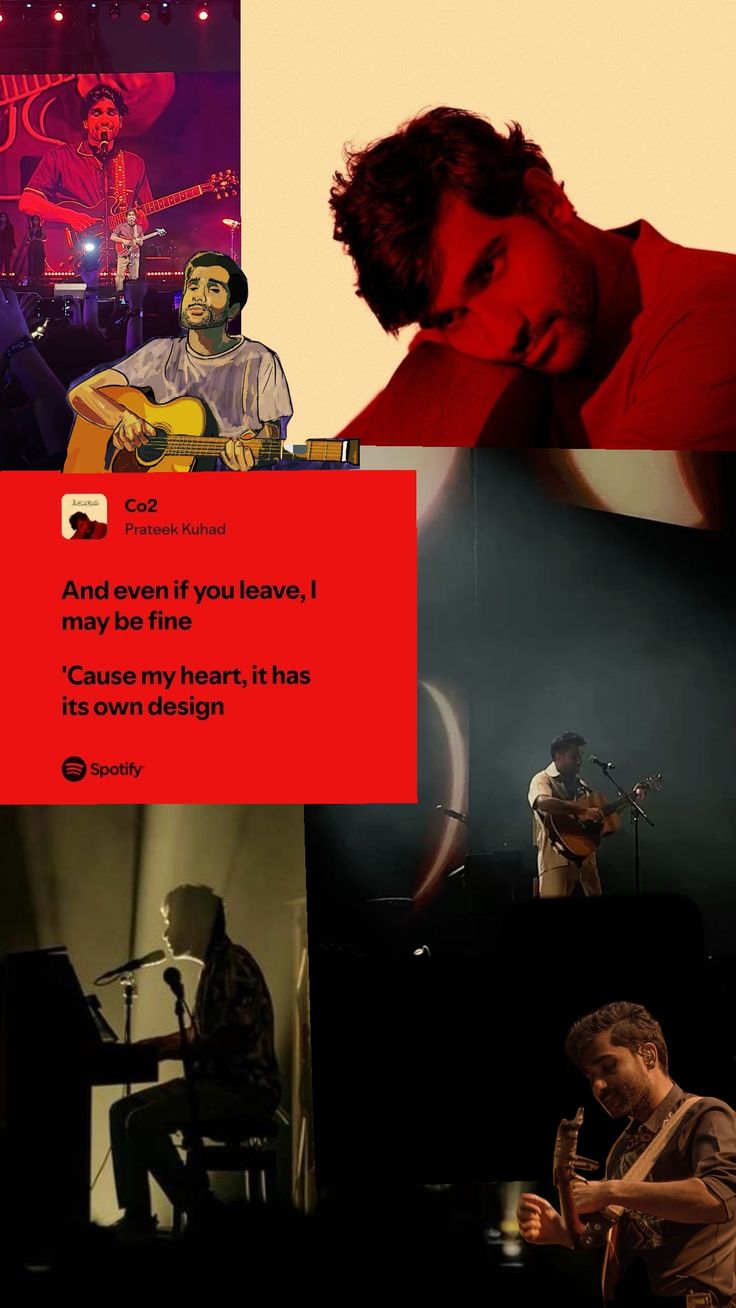 Co2
Prateek Kuhad
And even if you leave, I
may be fine
'Cause my heart, it has
its own design
Spotify